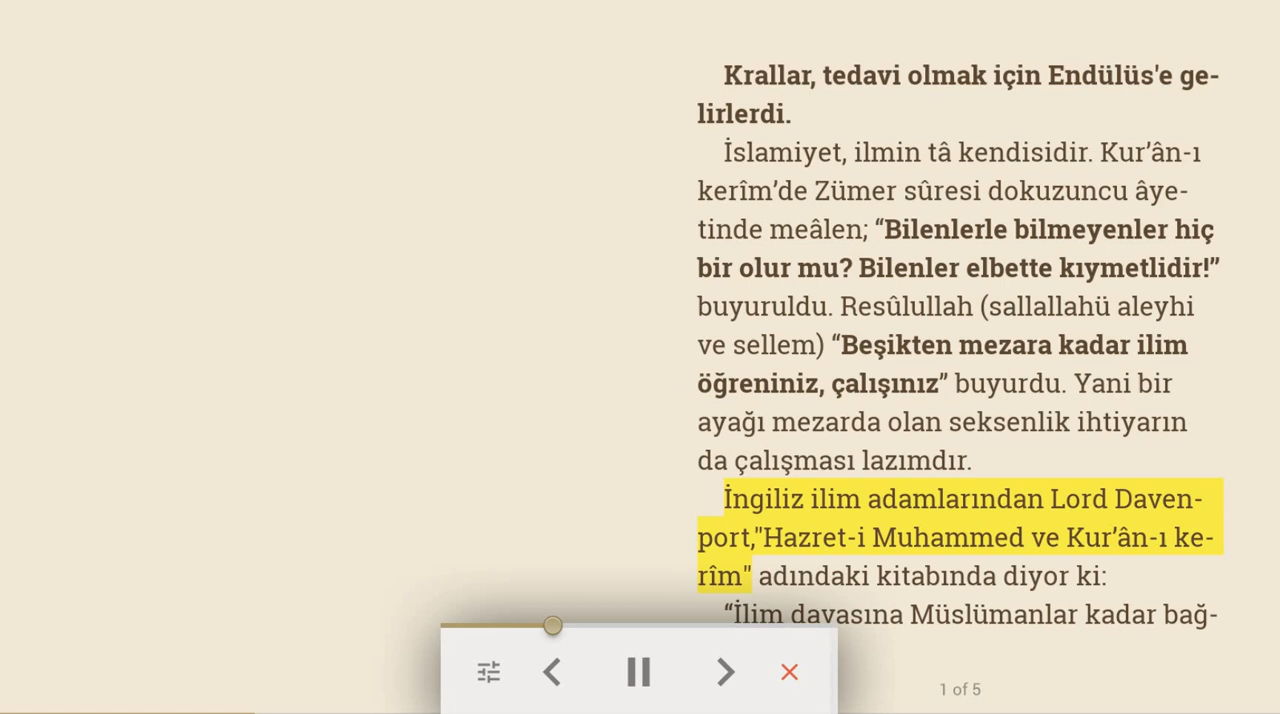 Krallar, tedavi olmak için Endülüs'e ge-
lirlerdi.
İslamiyet, ilmin tâ kendisidir. Kur’ân-ı
kerîm’de Zümer sûresi dokuzuncu âye-
tinde meâlen; “Bilenlerle bilmeyenler hiç
bir olur mu? Bilenler elbette kıymetlidir!”
buyuruldu. Resûlullah (sallallahü aleyhi
ve sellem) “Beşikten mezara kadar ilim
öğreniniz, çalışınız” buyurdu. Yani bir
ayağı mezarda olan seksenlik ihtiyarın
da çalışması lazımdır.
İngiliz ilim adamlarından Lord Daven-
port,"Hazret-i Muhammed ve Kur’ân-ı ke-
rîm" adındaki kitabında diyor ki:
“İlim davasına Müslümanlar kadar bağ-
1 of 5